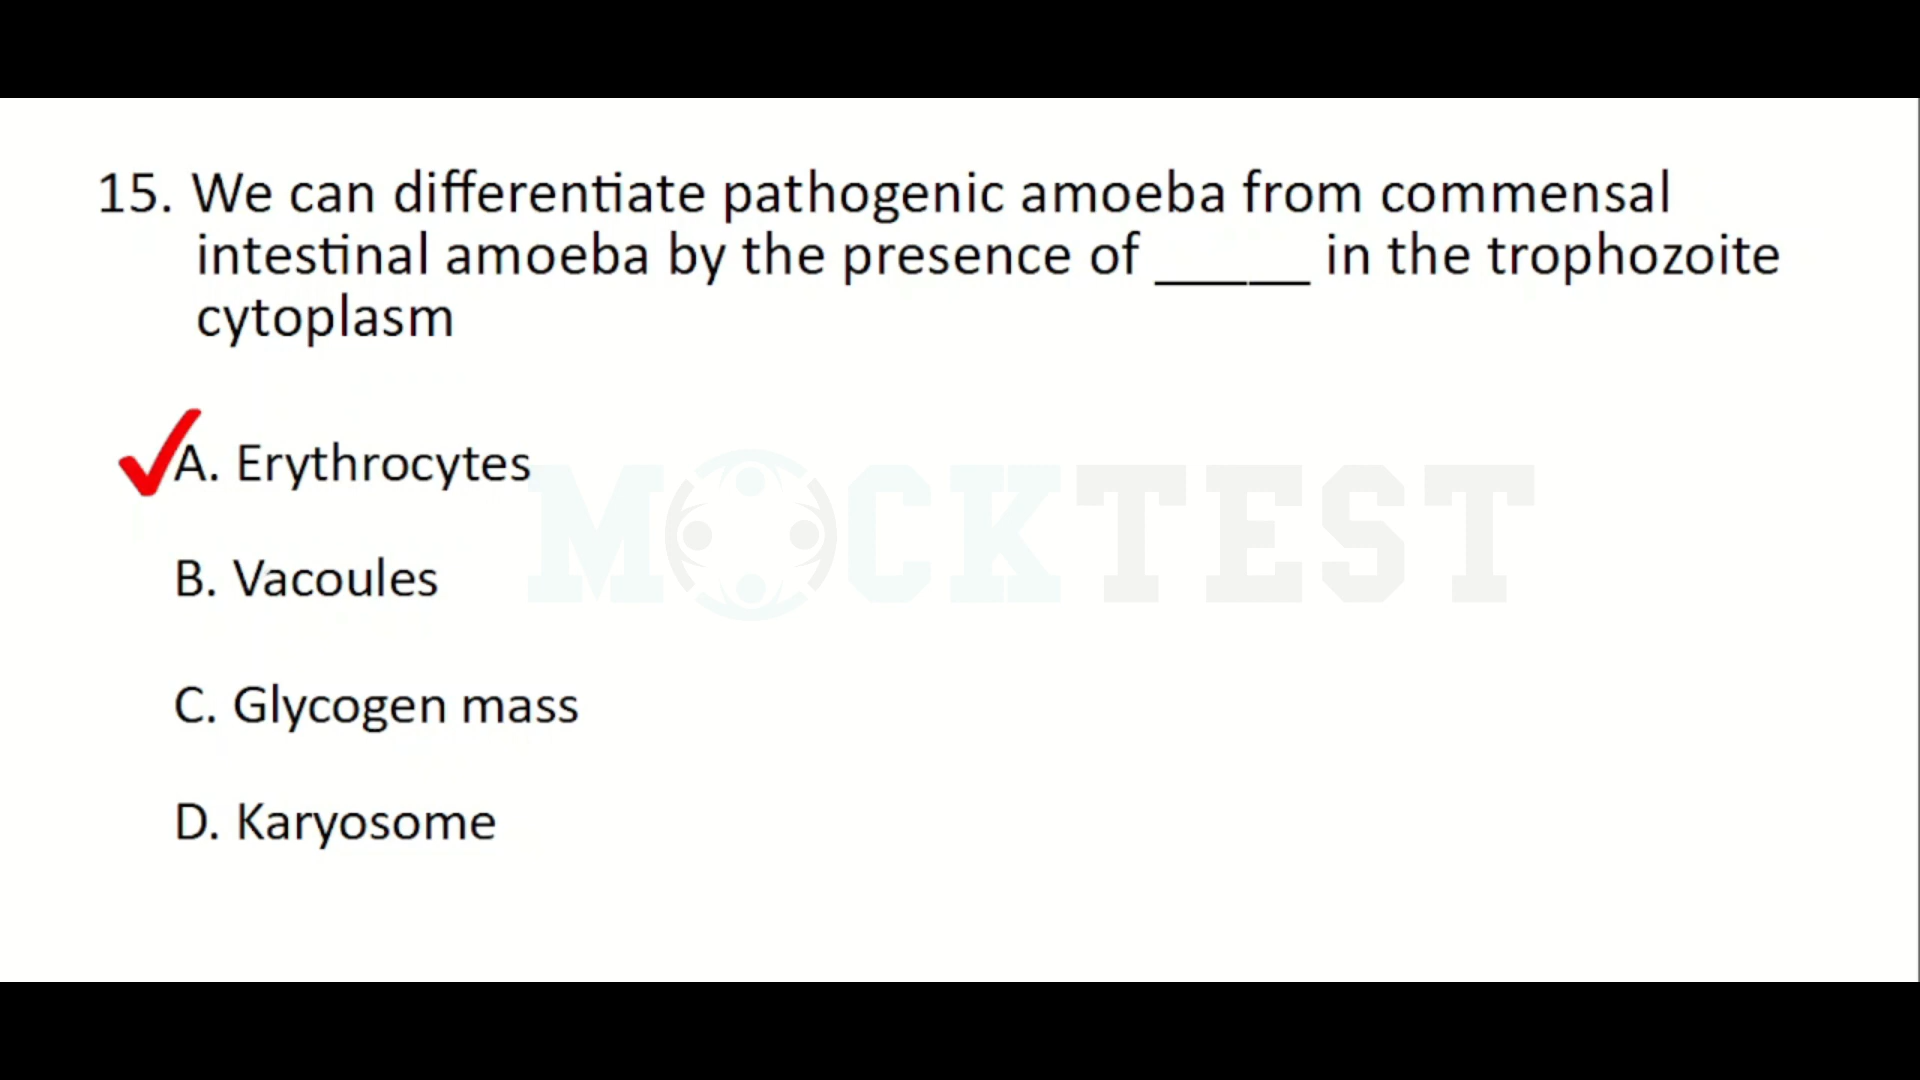 15. We can differentiate pathogenic amoeba from commensal
intestinal amoeba by the presence of _____ in the trophozoite
cytoplasm
A. Erythrocytes
MOCKTEST
B. Vacoules
C. Glycogen mass
D. Karyosome